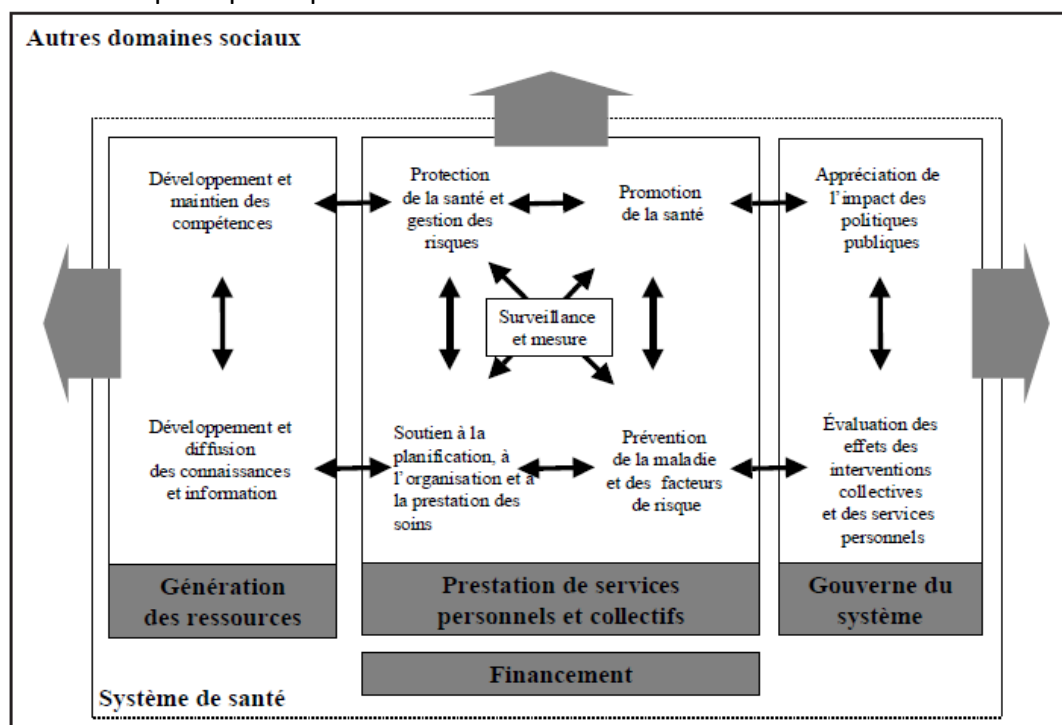 Autres domaines sociaux
Développement et
maintien des
compétences
Développement et
diffusion
des connaissances
et information
Génération
des ressources
Protection
de la santé et
gestion des
risques
Promotion
de la santé
Surveillance
et mesure
Soutien à la
planification, à
l'organisation et à
la prestation des
soins
Prévention
de la maladie
et des facteurs
de risque
Prestation de services
personnels et collectifs
Appréciation de
l'impact des
politiques
publiques
Évaluation des
effets des
interventions
collectives
et des services
personnels
Gouverne du
système
Financement
Système de santé